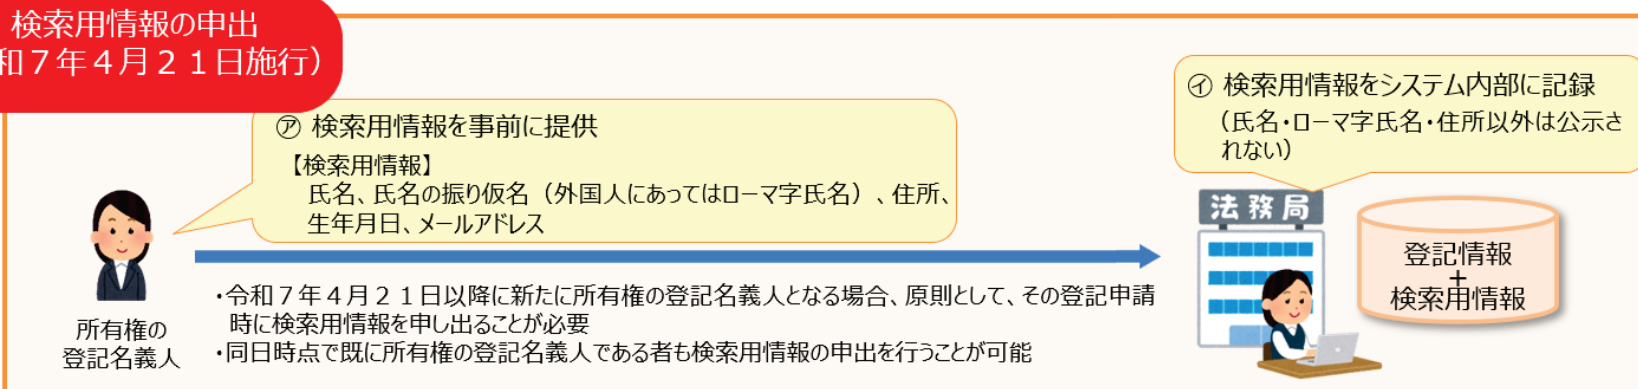 検索用情報の申出
和７年４月２１日施行）
㋐ 検索用情報を事前に提供
【検索用情報】
氏名、氏名の振り仮名（外国人にあってはローマ字氏名）、住所、
生年月日、メールアドレス
㋑ 検索用情報をシステム内部に記録
（氏名・ローマ字氏名・住所以外は公示さ
れない）
法務局
登記情報
＋
検索用情報
・令和７年４月２１日以降に新たに所有権の登記名義人となる場合、原則として、その登記申請
時に検索用情報を申し出ることが必要
・同日時点で既に所有権の登記名義人である者も検索用情報の申出を行うことが可能
所有権の
登記名義人